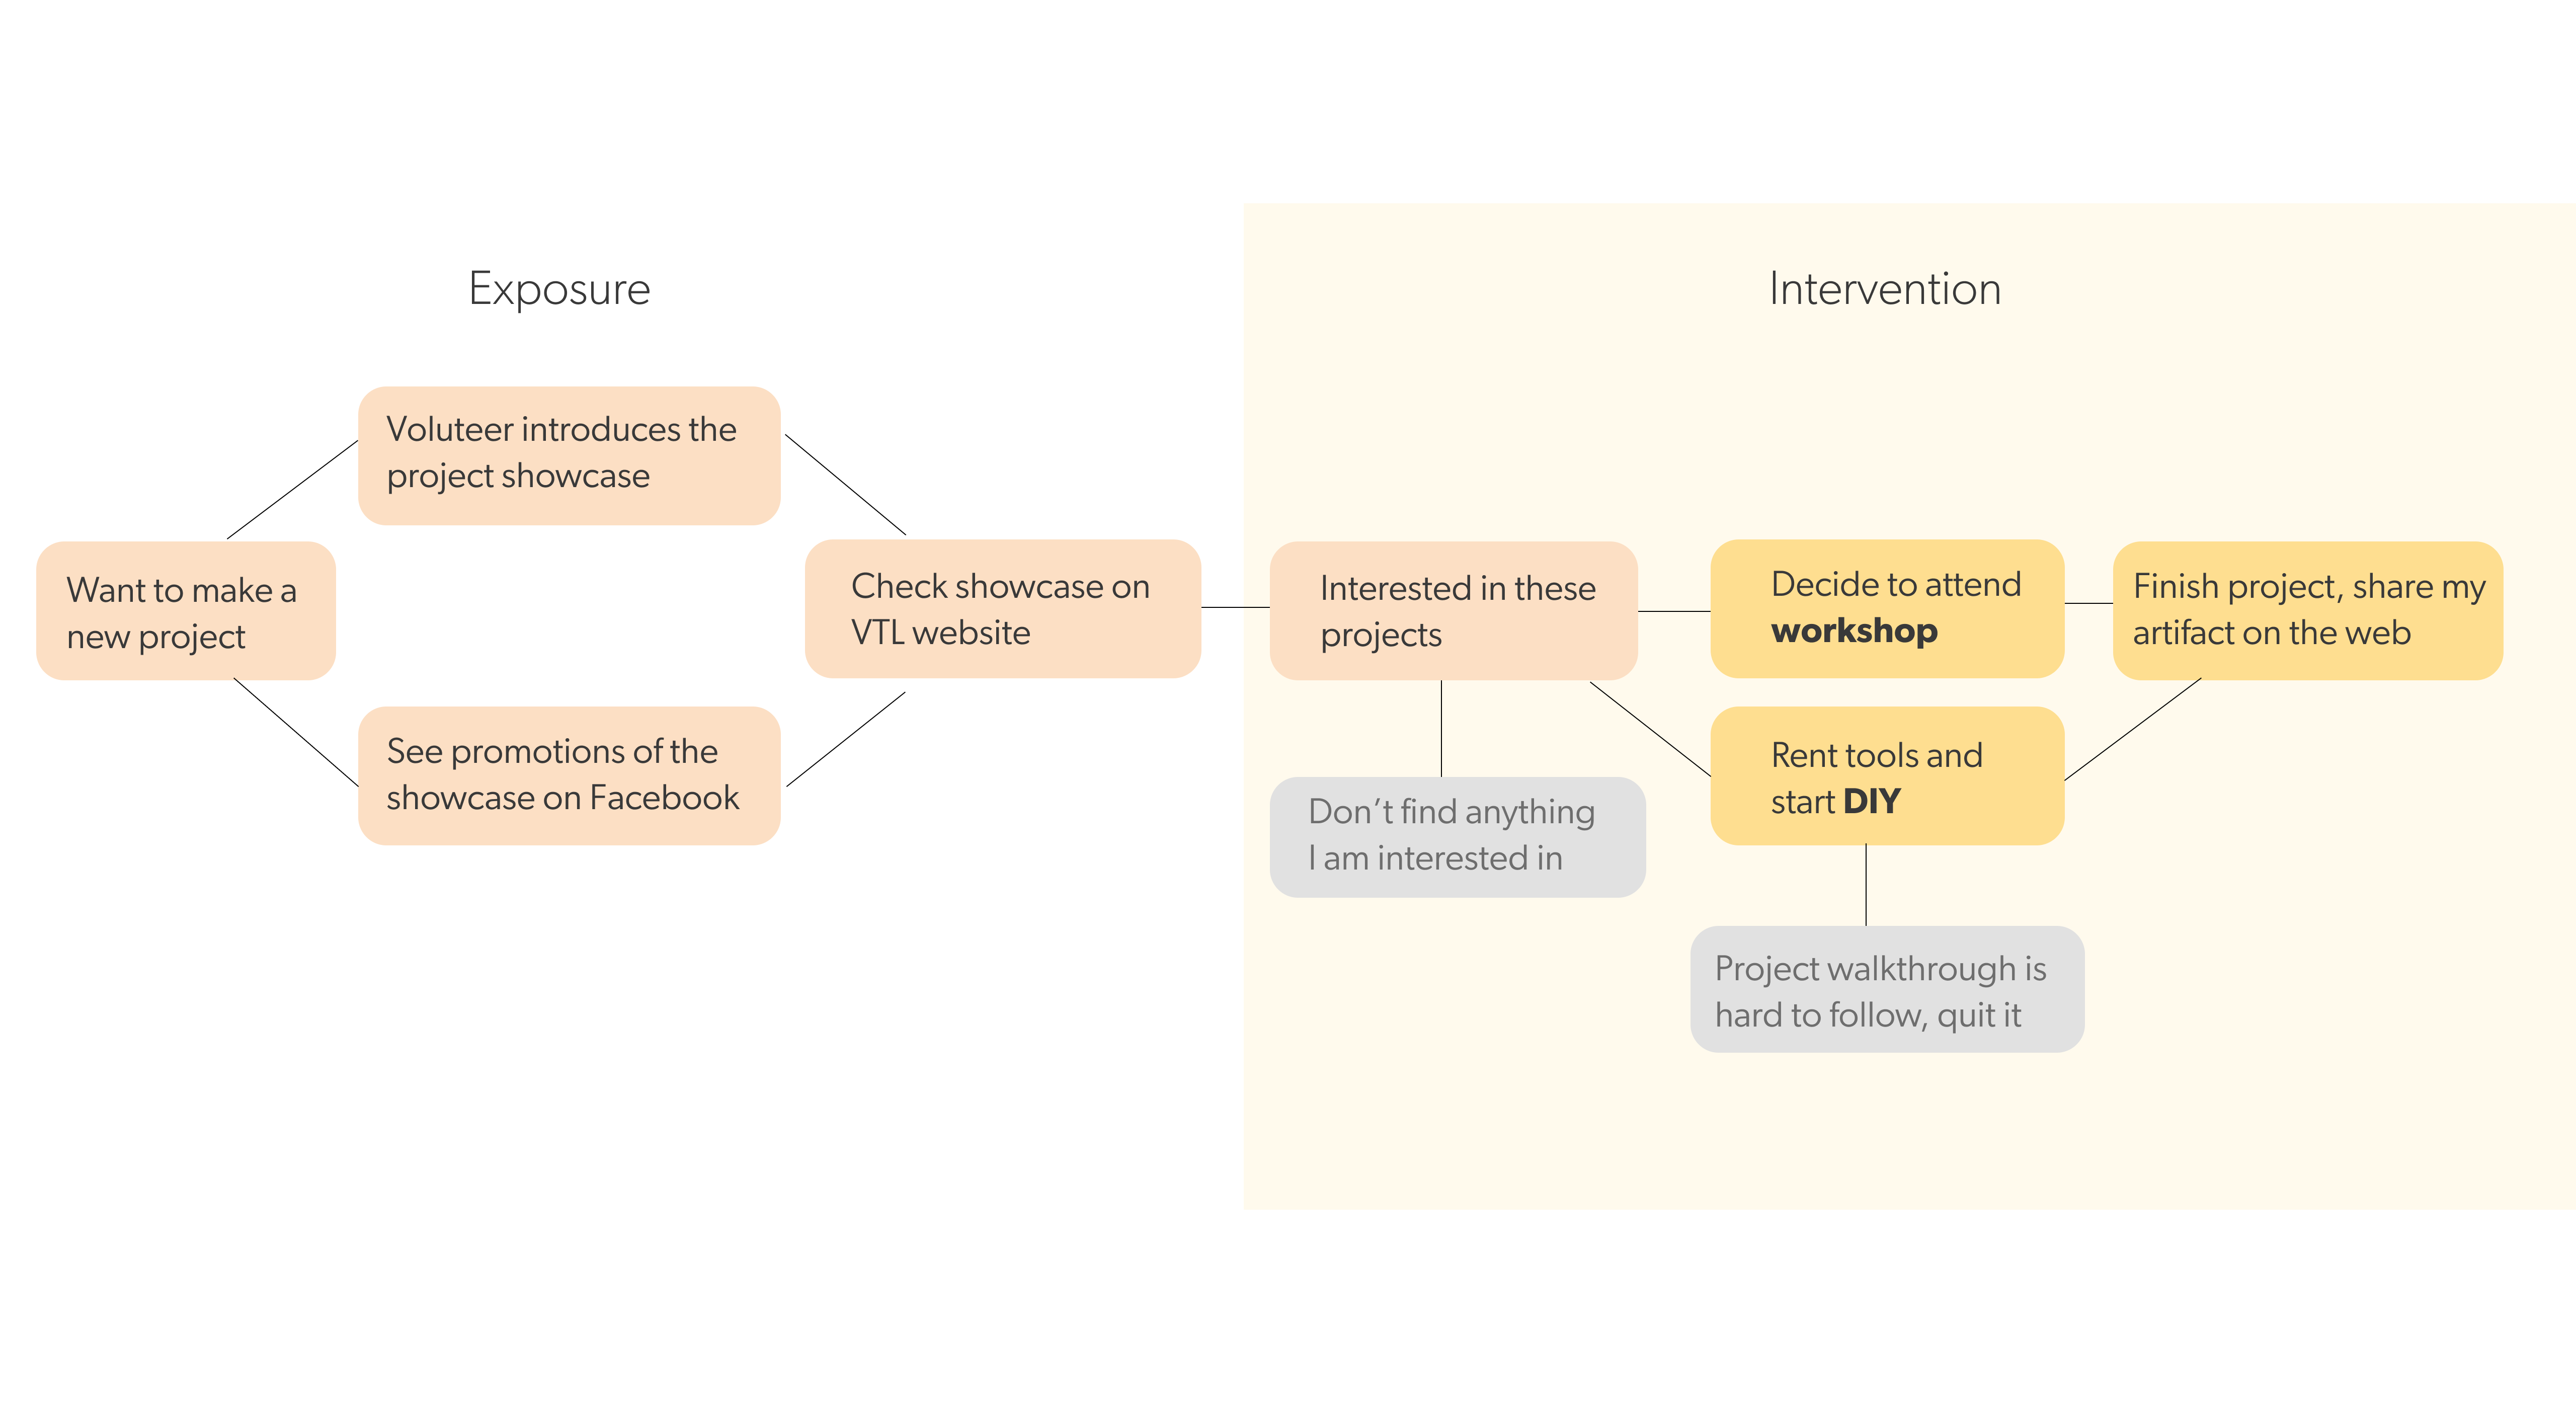 Exposure
Intervention
Voluteer introduces the
project showcase
Want to make a
new project
See promotions of the
showcase on Facebook
Check showcase on
VTL website
Interested in these
projects
Don’t find anything
I am interested in
Decide to attend
workshop
Rent tools and
start DIY
Project walkthrough is
hard to follow, quit it
Finish project, share my
artifact on the web